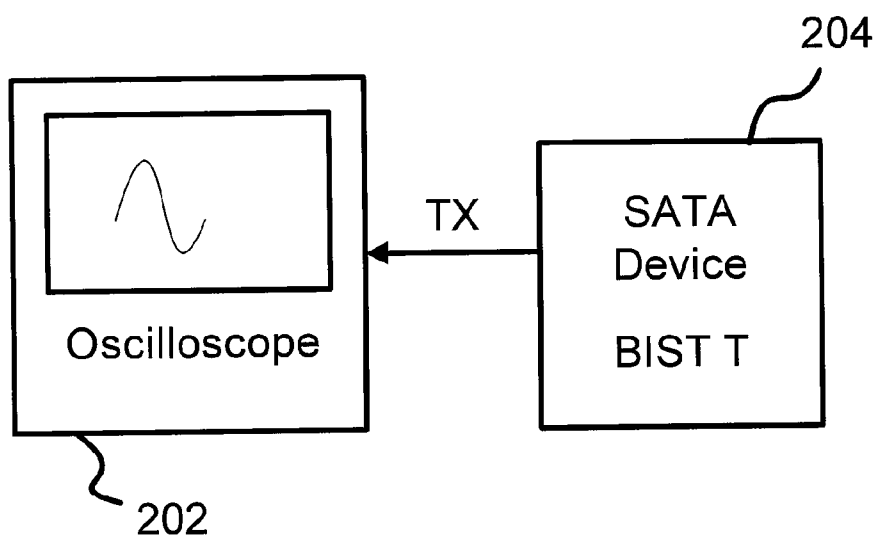 204
TX
SATA
Device
BIST T
Oscilloscope
202